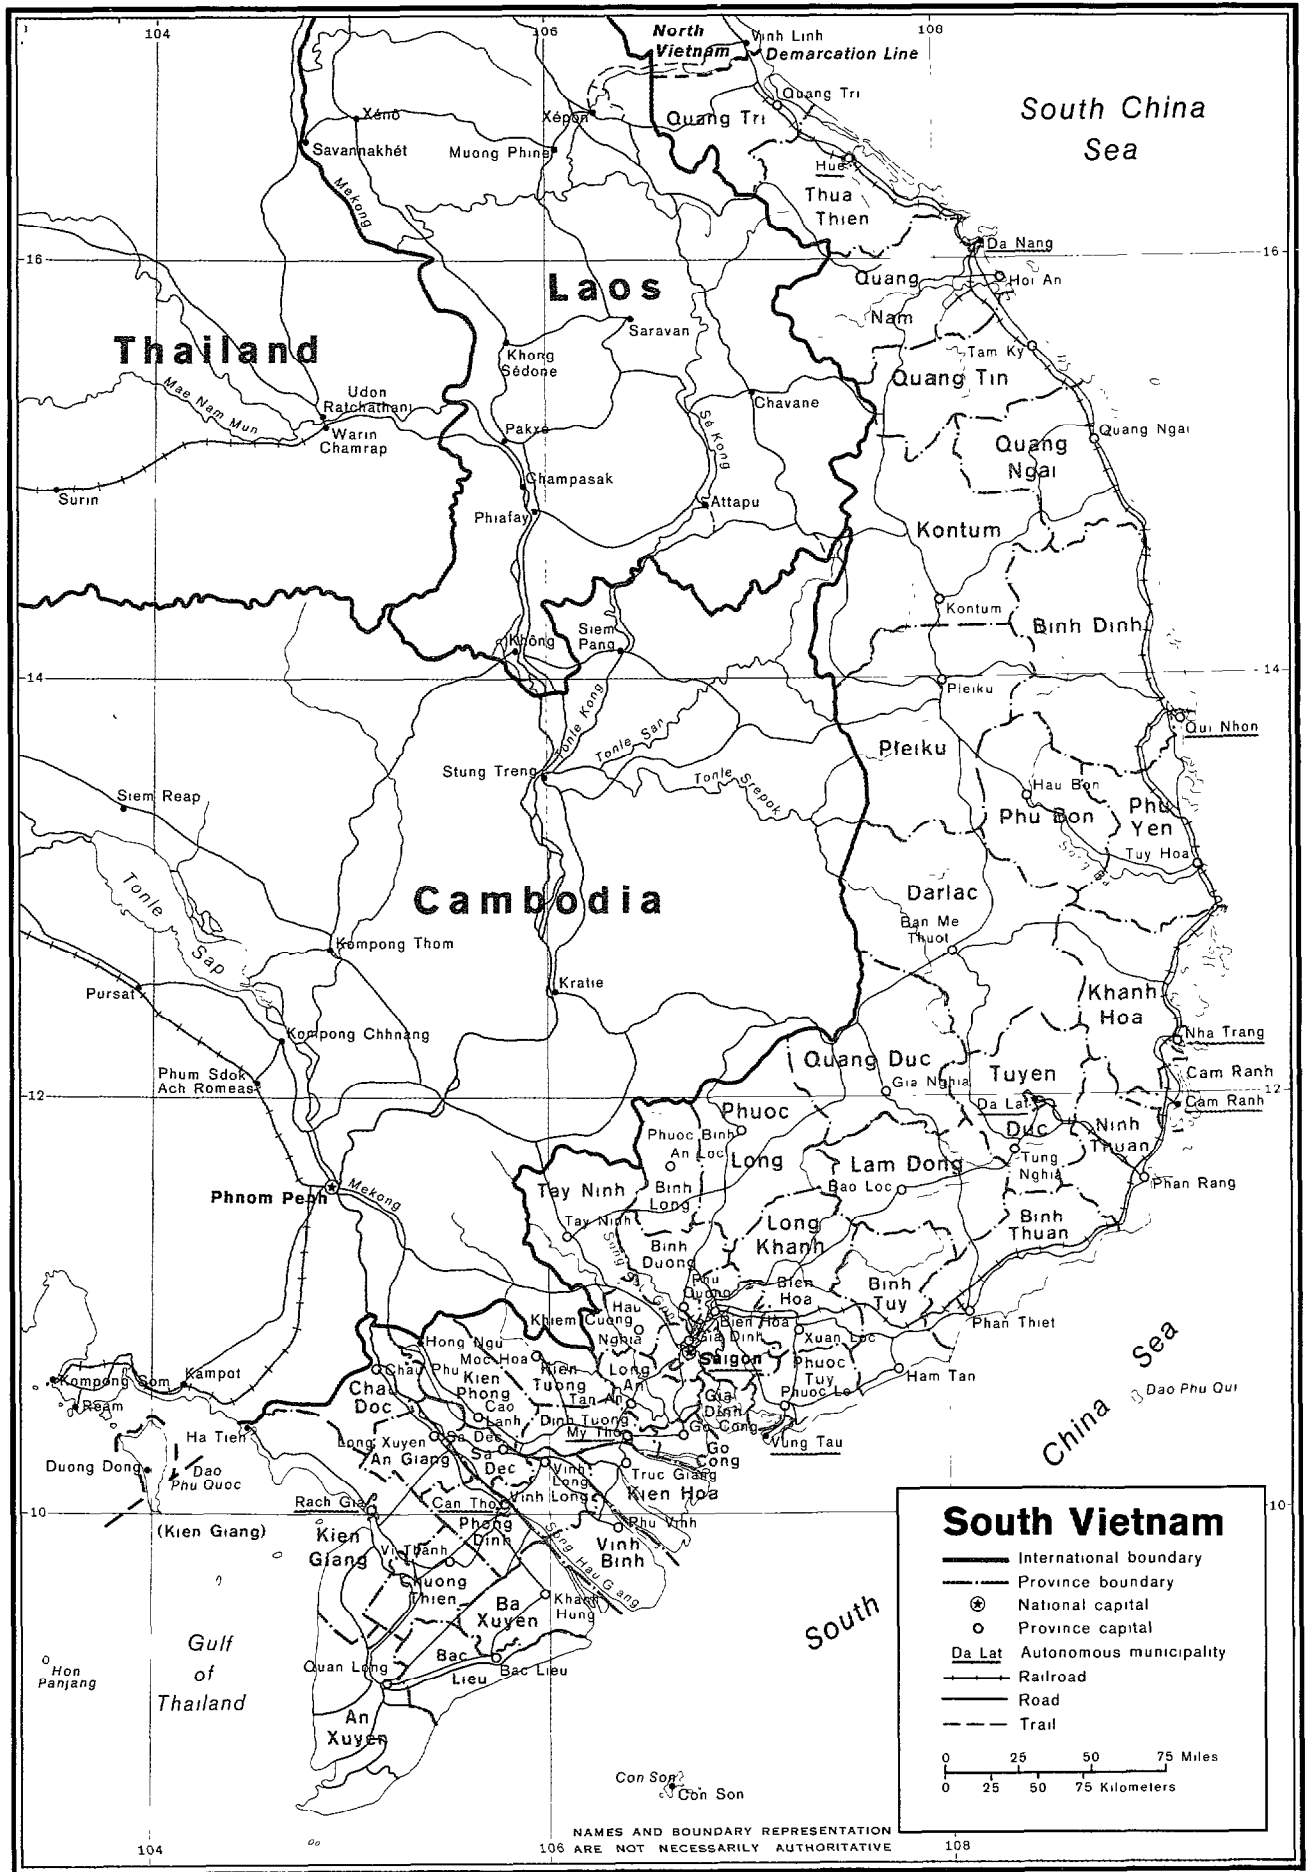 104
106
108
North
Vietnam
Vinh Linh
Demarcation Line
South China
Sea
Xénô
Xépôn
Quang Tri
Quang Tri
Savannakhét
Muong Phine
Hue
Mekong
Thua
Thien
Da Nang
16
16
Laos
Quang
Nam
Hoi An
Thailand
Saravan
Khong
Sédone
Tam Ky
Quang Tin
Mae Nam Mun
Udon
Ratchathani
Warin
Chamrap
Chavane
Sé Kong
Pakxé
Quang Ngai
Quang
Ngai
Surin
Champasak
Phiafay
Attapu
Kontum
Kontum
Binh Dinh
Không
Siem
Pang
14
14
Pleiku
Tonle Kong
Tonle San
Qui Nhon
Stung Treng
Tonle Srepok
Pleiku
Siem Reap
Hau Bon
Phu Bon
Phu
Yen
Tuy Hoa
Tonle
Sap
Cambodia
Darlac
Ban Me
Thuot
Kompong Thom
Pursat
Kratie
Khanh
Hoa
Kompong Chhnang
Nha Trang
Quang Duc
Phum Sdok
Ach Romeas
Gia Nghia
Tuyen
Duc
Cam Ranh
12
12
Da Lat
Cam Ranh
Phuoc
Long
Phuoc Binh
An Loc
Ninh
Thuan
Tung
Nghia
Lam Dong
Phnom Penh
Mekong
Tay Ninh
Binh
Long
Bao Loc
Phan Rang
Tay Ninh
Long
Khanh
Binh
Thuan
Binh
Duong
Phu
Cuong
Bien
Hoa
Binh
Tuy
Hau
Nghia
Khiem Cuong
Bien Hoa
Phan Thiet
Hong Ngu
Gia Dinh
Xuan Loc
Moc Hoa
Saigon
Kampot
Chau Phu
Kien
Tuong
Long
An
Phuoc
Tuy
Ham Tan
Kompong Som
Chau
Doc
Kien
Phong
Cao
Lanh
Tan An
Gia
Dinh
Phuoc Le
Dao Phu Qui
Ream
Dinh Tuong
Ha Tien
Long Xuyen
An Giang
Sa Dec
My Tho
Go Cong
Vung Tau
Go
Cong
South China Sea
Sa
Dec
Duong Dong
Dao
Phu Quoc
Vinh
Long
Truc Giang
Kien Hoa
Rach Gia
Can Tho
Vinh Long
10
10
(Kien Giang)
Kien
Giang
Phong
Dinh
Phu Vinh
Vinh
Binh
Song Hau Giang
Vi Thanh
Chuong
Thien
Ba
Xuyen
Khanh
Hung
Gulf
of
Thailand
Hon
Panjang
Quan Long
Bac
Lieu
Bac Lieu
An
Xuyen
Con Son
Con Son
South Vietnam
International boundary
Province boundary
National capital
Province capital
Da Lat Autonomous municipality
Railroad
Road
Trail
0 25 50 75 Miles
0 25 50 75 Kilometers
NAMES AND BOUNDARY REPRESENTATION
ARE NOT NECESSARILY AUTHORITATIVE
104
106
108